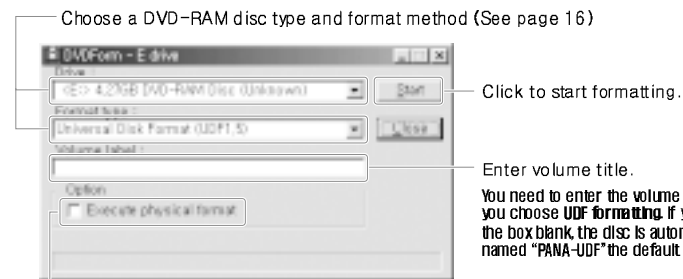 Choose a DVD-RAM disc type and format method (See page 16)
DVDForm - E drive
Drive :
<E:> 4,27GB DVD-RAM Disc (Unknown)
Start
Click to start formatting.
Format type :
Universal Disk Format (UDF1,5)
Close
Volume label :
Enter volume title.
Option
You need to enter the volume
Execute physical format
you choose UDF formatting. If
the box blank, the disc is
named “PANA-UDF” the default